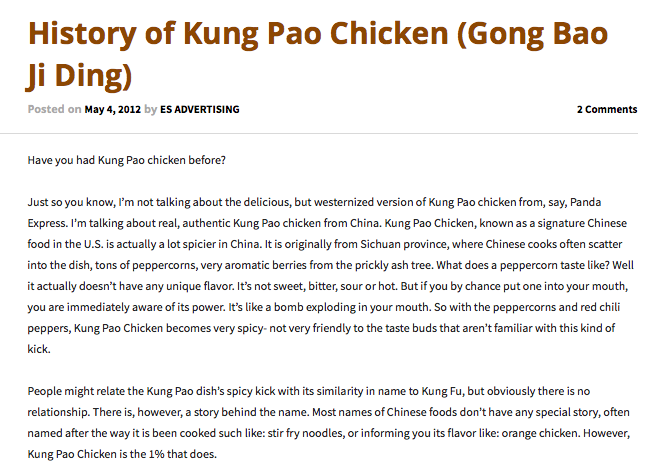 History of Kung Pao Chicken (Gong Bao
Ji Ding)
Posted on May 4, 2012 by ES ADVERTISING
2 Comments
Have you had Kung Pao chicken before?
Just so you know, I'm not talking about the delicious, but westernized version of Kung Pao chicken from, say, Panda
Express. I'm talking about real, authentic Kung Pao chicken from China. Kung Pao Chicken, known as a signature Chinese
food in the U.S. is actually a lot spicier in China. It is originally from Sichuan province, where Chinese cooks often scatter
into the dish, tons of peppercorns, very aromatic berries from the prickly ash tree. What does a peppercorn taste like? Well
it actually doesn't have any unique flavor. It's not sweet, bitter, sour or hot. But if you by chance put one into your mouth,
you are immediately aware of its power. It's like a bomb exploding in your mouth. So with the peppercorns and red chili
peppers, Kung Pao Chicken becomes very spicy- not very friendly to the taste buds that aren't familiar with this kind of
kick.
People might relate the Kung Pao dish's spicy kick with its similarity in name to Kung Fu, but obviously there is no
relationship. There is, however, a story behind the name. Most names of Chinese foods don't have any special story, often
named after the way it is been cooked such like: stir fry noodles, or informing you its flavor like: orange chicken. However,
Kung Pao Chicken is the 1% that does.